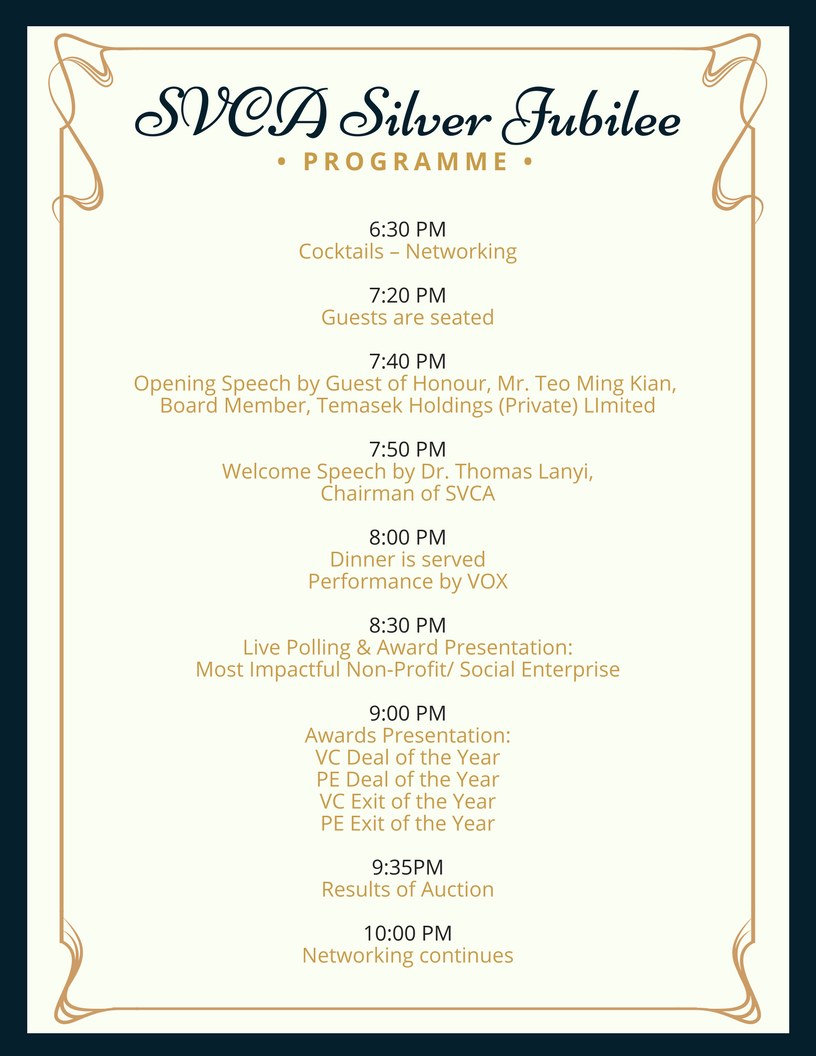 SVCA Silver Jubilee
• PROGRAMME •
6:30 PM
Cocktails – Networking
7:20 PM
Guests are seated
7:40 PM
Opening Speech by Guest of Honour, Mr. Teo Ming Kian,
Board Member, Temasek Holdings (Private) LImited
7:50 PM
Welcome Speech by Dr. Thomas Lanyi,
Chairman of SVCA
8:00 PM
Dinner is served
Performance by VOX
8:30 PM
Live Polling & Award Presentation:
Most Impactful Non-Profit/ Social Enterprise
9:00 PM
Awards Presentation:
VC Deal of the Year
PE Deal of the Year
VC Exit of the Year
PE Exit of the Year
9:35PM
Results of Auction
10:00 PM
Networking continues